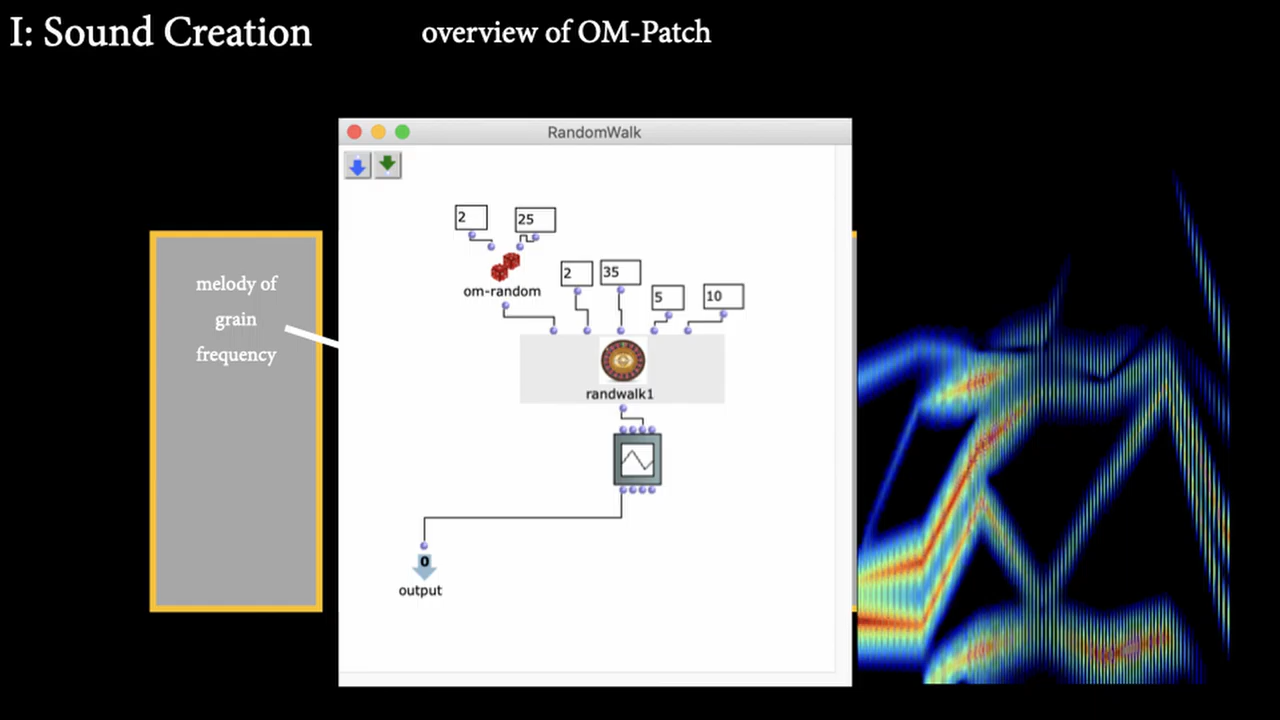 I: Sound Creation
overview of OM-Patch
RandomWalk
2
25
om-random
2
35
5
10
melody of
grain
frequency
randwalk1
0
output